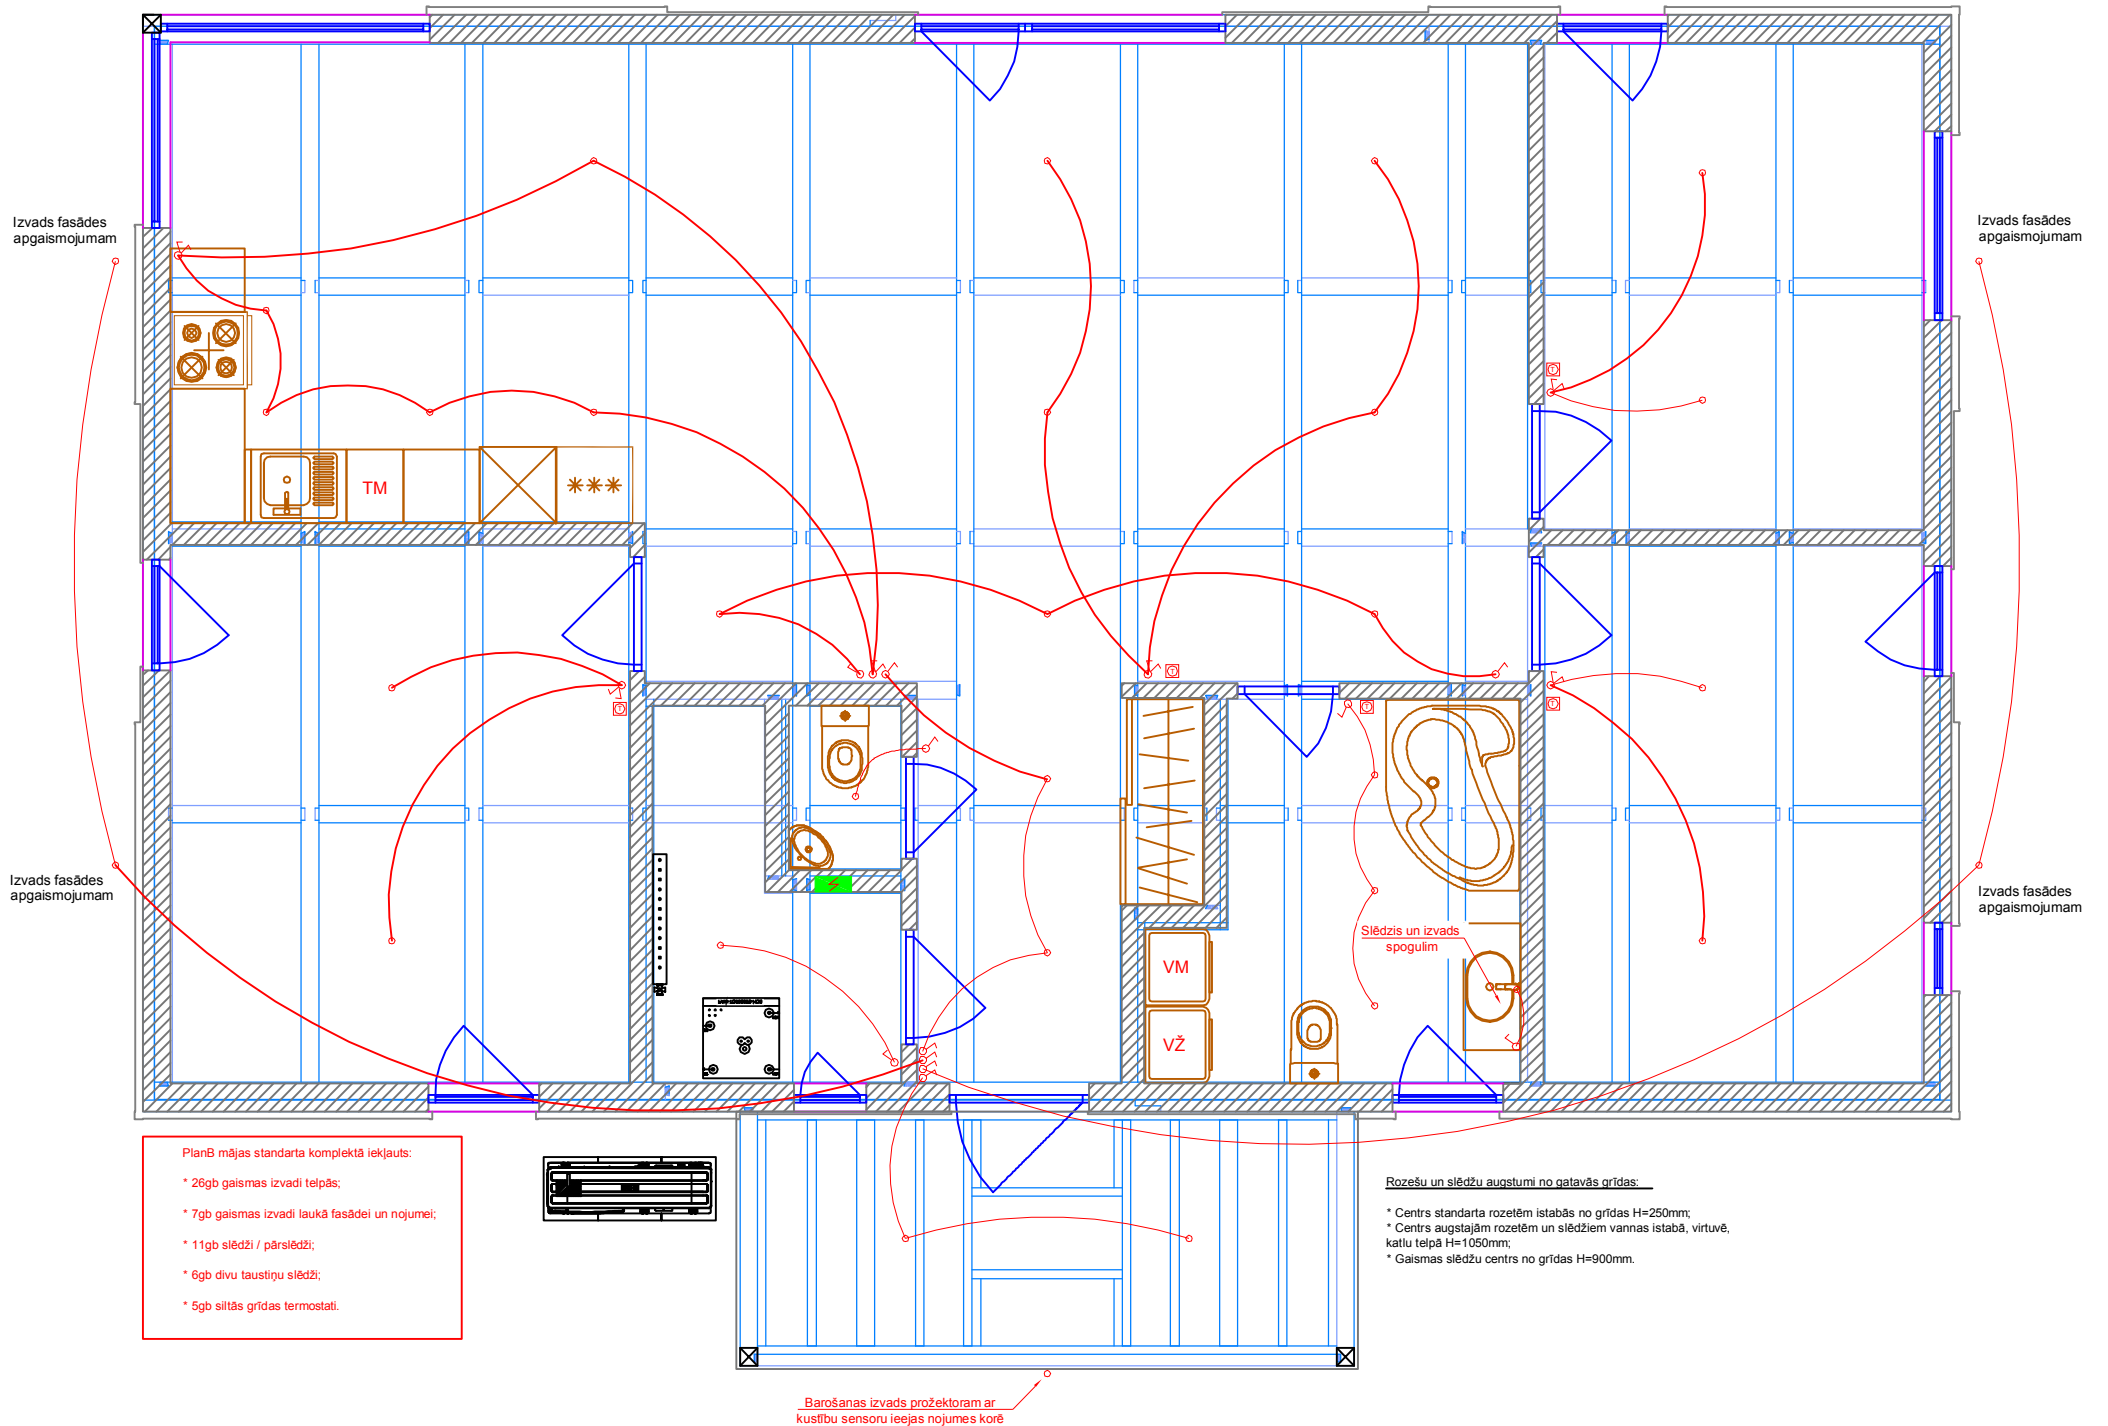 Izvads fasādes
apgaismojumam
Izvads fasādes
apgaismojumam
TM
Izvads fasādes
apgaismojumam
Izvads fasādes
apgaismojumam
Slēdzis un izvads
spogulim
VM
VŽ
PlanB mājas standarta komplektā iekļauts:
* 26gb gaismas izvadi telpās;
* 7gb gaismas izvadi laukā fasādei un nojumei;
* 11gb slēdži / pārslēdži;
* 6gb divu taustiņu slēdži;
* 5gb siltās grīdas termostati.
Rozešu un slēdžu augstumi no gatavās grīdas:
* Centrs standarta rozetēm istabās no grīdas H=250mm;
* Centrs augstajām rozetēm un slēdžiem vannas istabā, virtuvē,
katlu telpā H=1050mm;
* Gaismas slēdžu centrs no grīdas H=900mm.
Barošanas izvads prožektoram ar
kustību sensoru ieejas nojumes korē